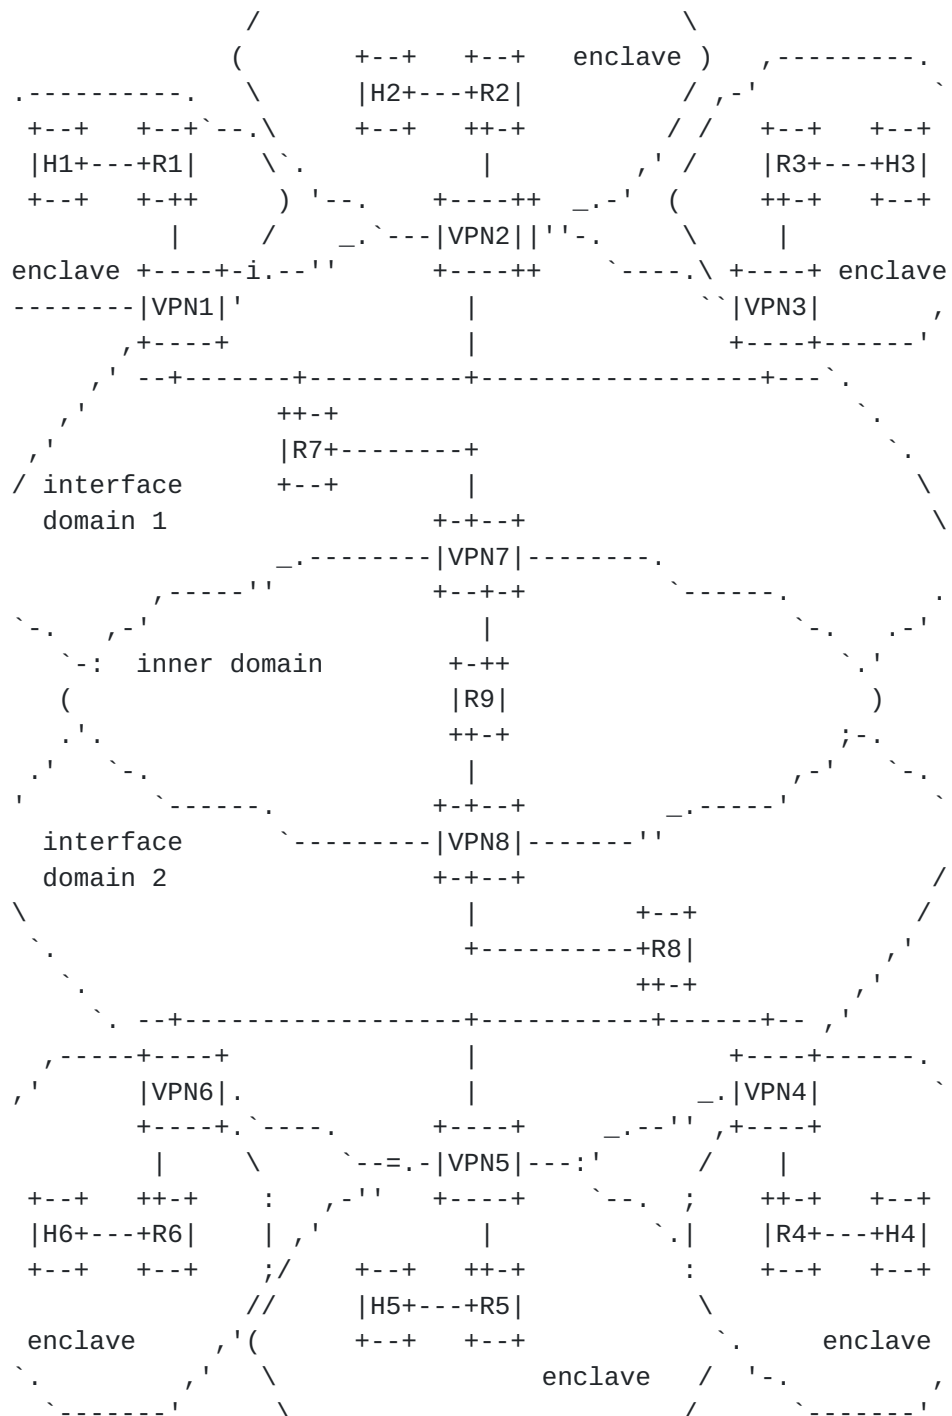 /                           \
               (       +--+   +--+   enclave )   ,---------.
 .----------.   \      |H2+---+R2|          / ,-'           `
  +--+   +--+`--.\     +--+   ++-+         / /   +--+   +--+
  |H1+---+R1|    \`.            |         ,' /    |R3+---+H3|
  +--+   +-++     ) '--.    +----++  _.-'  (     ++-+   +--+
           |     /    _.`---|VPN2||''-.     \     |
 enclave +----+-i.--''      +----++    `----.\ +----+ enclave
 --------|VPN1|'               |              ``|VPN3|       ,
        ,+----+                |                +----+------'
      ,' --+-------+----------+------------------+---`.
    ,'            ++-+                                 `.
  ,'              |R7+--------+                          `.
 / interface      +--+        |                            \
   domain 1                 +-+--+                          \
                  _.--------|VPN7|--------.
          ,-----''          +--+-+         `------.         .
 `-.   ,-'                     |                   `-.   .-'
    `-:  inner domain        +-++                     `.'
    (                        |R9|                       )
    .'.                      ++-+                     ;-.
  .'   `-.                    |                    ,-'   `-.
 '        `------.          +-+--+         _.-----'         `
   interface      `---------|VPN8|-------''
   domain 2                 +-+--+                          /
 \                            |          +--+              /
  `.                          +----------+R8|            ,'
    `.                                   ++-+          ,'
      `. --+------------------+-----------+------+-- ,'
   ,-----+----+               |                +----+------.
 ,'      |VPN6|.              |              _.|VPN4|       `
         +----+.`----.      +----+     _.--'' ,+----+
          |     \     `--=.-|VPN5|---:'      /    |
  +--+   ++-+    :   ,-''   +----+    `--.  ;    ++-+   +--+
  |H6+---+R6|    | ,'          |          `.|    |R4+---+H4|
  +--+   +--+    ;/    +--+   ++-+          :    +--+   +--+
                //     |H5+---+R5|           \
  enclave     ,'(      +--+   +--+            `.     enclave
 `.         ,'   \                 enclave   /  '-.         ,
   `-------'      \                         /      `-------'